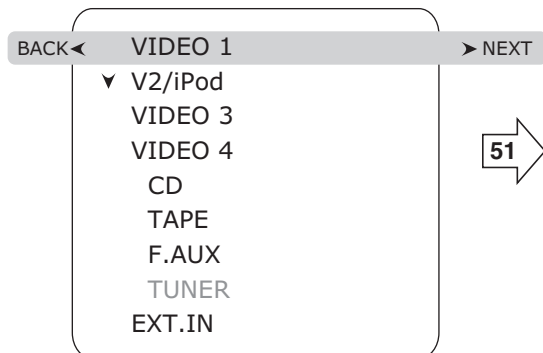 BACK VIDEO 1 NEXT
V2/iPod
VIDEO 3
VIDEO 4
51
CD
TAPE
F.AUX
TUNER
EXT.IN